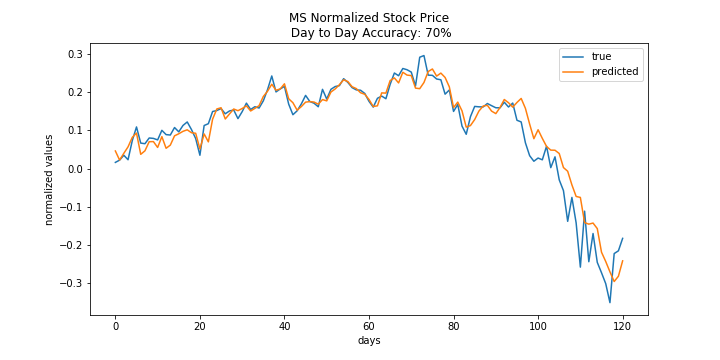 MS Normalized Stock Price
Day to Day Accuracy: 70%
true
predicted
normalized values
0.3
0.2
0.1
0.0
−0.1
−0.2
−0.3
0
20
40
60
80
100
120
days